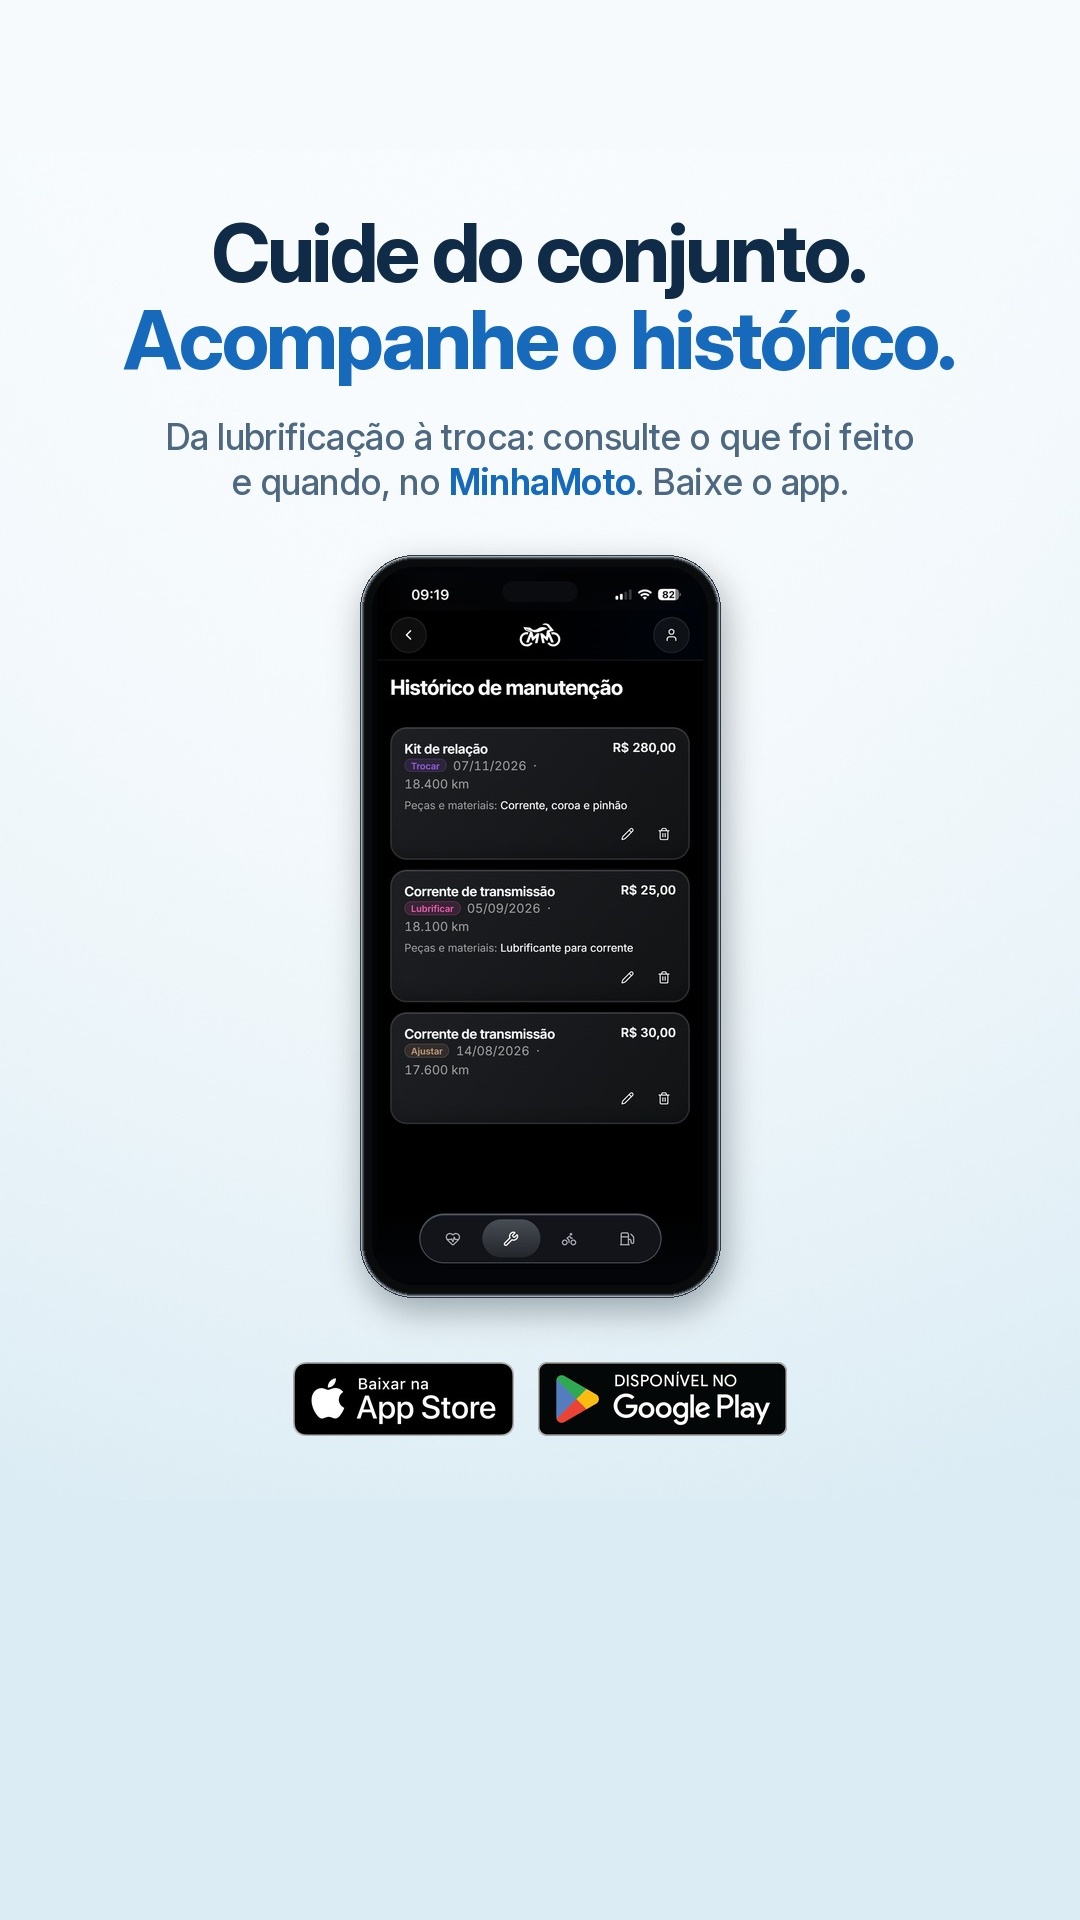 Cuide do conjunto.
Acompanhe o histórico.
Da lubrificação à troca: consulte o que foi feito
e quando, no MinhaMoto. Baixe o app.
09:19
82
MM
Histórico de manutenção
Kit de relação
R$ 280,00
Trocar 07/11/2026 ·
18.400 km
Peças e materiais: Corrente, coroa e pinhão
Corrente de transmissão
R$ 25,00
Lubrificar 05/09/2026 ·
18.100 km
Peças e materiais: Lubrificante para corrente
Corrente de transmissão
R$ 30,00
Ajustar 14/08/2026 ·
17.600 km
Baixar na
App Store
DISPONÍVEL NO
Google Play